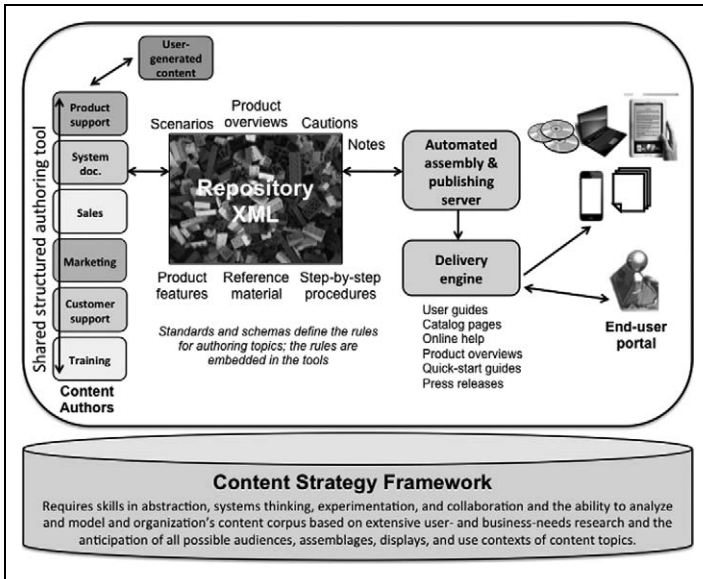 User-
generated
content
Shared structured authoring tool
Product
support
System
doc.
Sales
Marketing
Customer
support
Training
Content
Authors
Scenarios
Product
overviews
Cautions
Notes
Repository
XML
Product
features
Reference
material
Step-by-step
procedures
Standards and schemas define the rules
for authoring topics; the rules are
embedded in the tools
Automated
assembly &
publishing
server
Delivery
engine
User guides
Catalog pages
Online help
Product overviews
Quick-start guides
Press releases
End-user
portal
Content Strategy Framework
Requires skills in abstraction, systems thinking, experimentation, and collaboration and the ability to analyze
and model and organization's content corpus based on extensive user- and business-needs research and the
anticipation of all possible audiences, assemblages, displays, and use contexts of content topics.